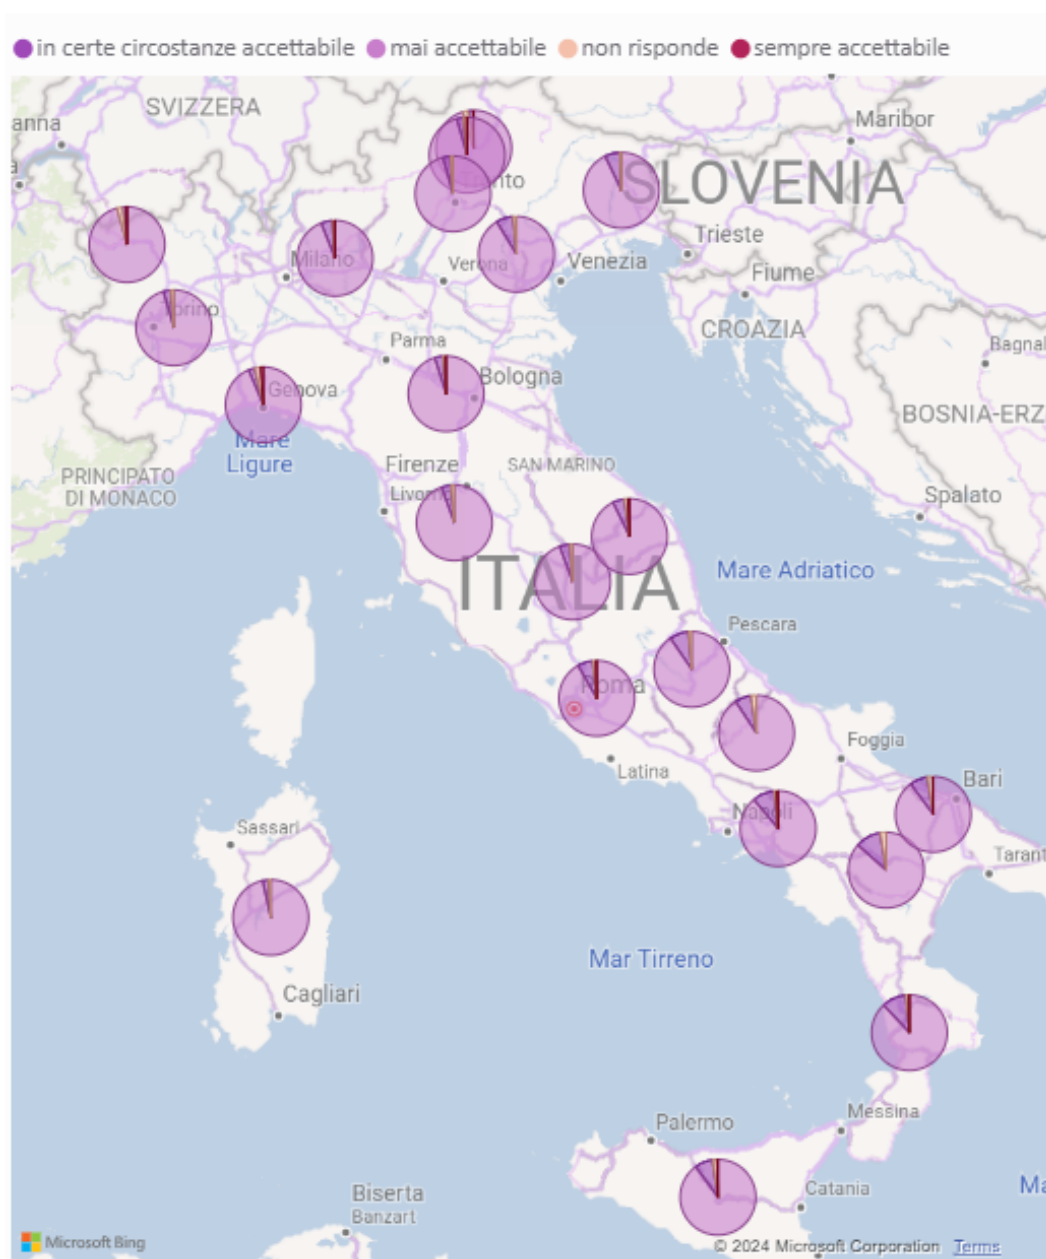 in certe circostanze accettabile mai accettabile non risponde sempre accettabile
SVIZZERA
Maribor
anna
a
SLOVENIA
Trento
Trieste
Milano
Verona
Venezia
Fiume
Torino
CROAZIA
Parma
Bagnal
Bologna
Genova
BOSNIA-ERZ
Mare
Ligure
Firenze
SAN MARINO
PRINCIPATO
DI MONACO
Livorno
Spalato
ITALIA
Mare Adriatico
Pescara
Roma
Foggia
Latina
Bari
Napoli
Sassari
Tarant
Mar Tirreno
Cagliari
Messina
Palermo
Biserta
Banzart
Catania
Ma
Microsoft Bing
© 2024 Microsoft Corporation Terms